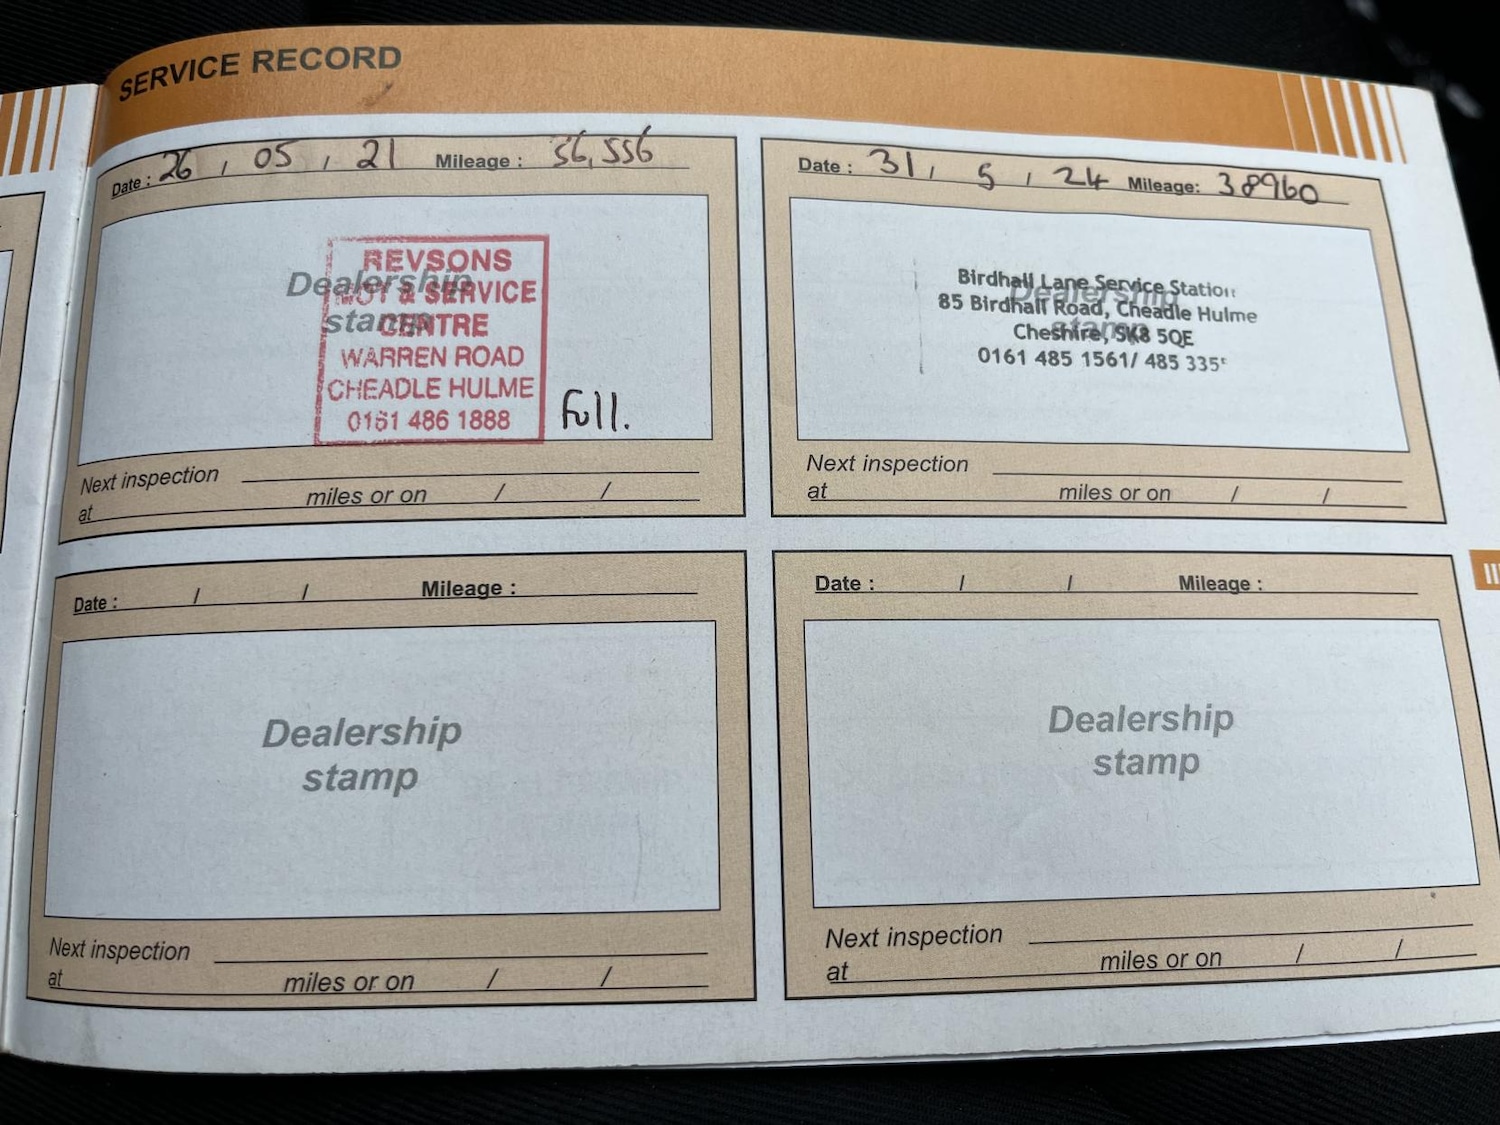 SERVICE RECORD
Date : 26 / 05 / 21 Mileage : 56,556
Dealership
stamp
REVSONS
MOT & SERVICE
CENTRE
WARREN ROAD
CHEADLE HULME
0161 486 1888
Full.
Next inspection
at miles or on / /
Date : 31 / 5 / 24 Mileage: 38960
Dealership
stamp
Birdhall Lane Service Station
85 Birdhall Road, Cheadle Hulme
Cheshire, SK8 5QE
0161 485 1561/ 485 335
Next inspection
at miles or on / /
Date : / / Mileage :
Dealership
stamp
Next inspection
at miles or on / /
Date : / / Mileage :
Dealership
stamp
Next inspection
at miles or on / /